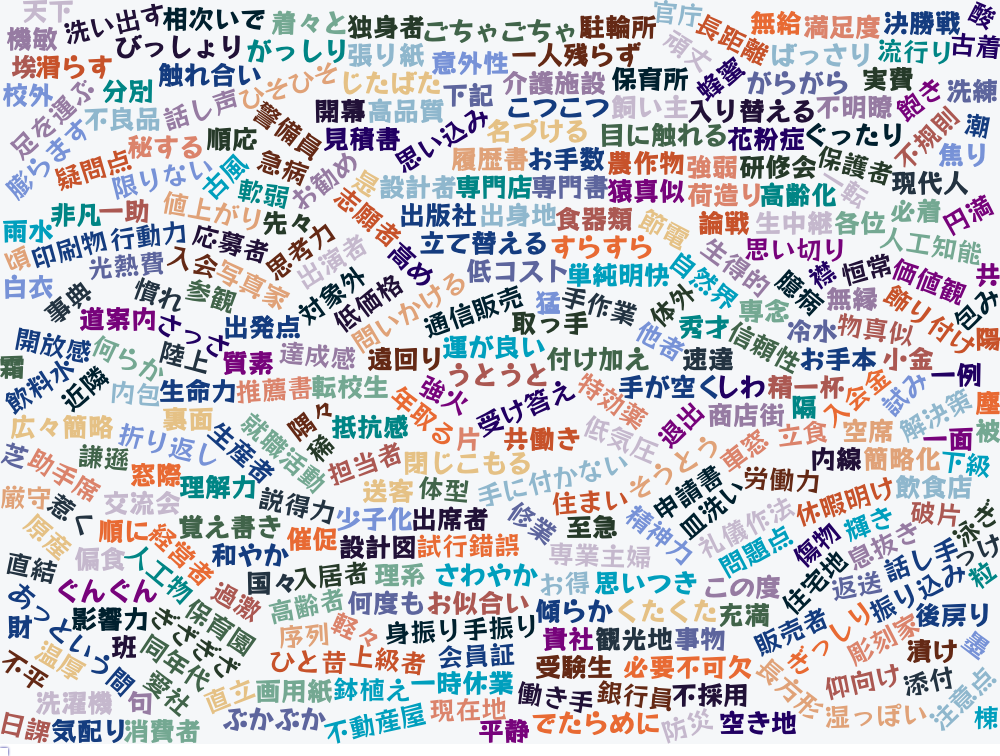 天下
洗い出す
相次いで
着々と
独身者
ごちゃごちゃ
駐輪所
官庁
長距離
無給
満足度
決勝戦
酸
機敏
びっしょり
がっしり
張り紙
意外性
一人残らず
頑丈
ばっさり
流行り
古着
埃
滑らす
触れ合い
ひそひそ
じたばた
下記
介護施設
保育所
蜂蜜
がらがら
実費
洗練
校外
足を運ぶ
分別
話し声
開幕
高品質
こつこつ
飼い主
入り替える
不明瞭
飽き
不良品
警備員
見積書
思い込み
名づける
目に触れる
花粉症
ぐったり
不規則
潮
膨らます
疑問点
秘する
順応
急病
お勧め
履歴書
お手数
農作物
強弱
研修会
保護者
焦り
限りない
古風
軟弱
是
設計者
専門店
専門書
猿真似
荷造り
高齢化
一転
現代人
雨水
非凡
一助
値上がり
先々
志願者
出版社
出身地
食器類
節電
論戦
生中継
各位
必着
円満
頃
印刷物
行動力
応募者
思考力
高め
立て替える
すらすら
生得的
思い切り
人工知能
白衣
光熱費
入会
写真家
出演者
対象外
低価格
問いかける
低コスト
単純明快
自然界
臆病
襟
恒常
価値観
共
事典
慣れ
参観
通信販売
猛
手作業
体外
専念
無縁
飾り付け
包み
道案内
さっさ
出発点
取っ手
他者
秀才
信頼性
冷水
物真似
陽
開放感
何らか
陸上
質素
達成感
遠回り
運が良い
付け加え
速達
お手本
小金
霜
飲料水
近隣
内包
生命力
推薦書
転校生
年取る
強火
うとうと
受け答え
特効薬
手が空く
しわ
精一杯
入会金
試み
一例
広々
簡略
裏面
折り返し
生産者
就職活動
隅々
稀
抵抗感
片
共働き
低気圧
退出
商店街
隔
立食
空席
解決策
塵
一面
被
芝
助手席
謙遜
窓際
理解力
担当者
閉じこもる
手に付かない
そうとう
車窓
内線
簡略化
下級
厳守
惹く
交流会
説得力
送客
体型
住まい
申請書
皿洗い
労働力
休暇明け
飲食店
原産
順に
経営者
覚え書き
催促
少子化
出席者
修業
至急
精神力
礼儀作法
問題点
傷物
輝き
破片
泳ぎ
直結
偏食
人工物
和やか
設計図
試行錯誤
専業主婦
息抜き
話し手
つけ
あっという間
ぐんぐん
過激
国々
入居者
理系
さわやか
お得
思いつき
この度
住宅地
返送
振り込み
粒
財
影響力
ぎざぎざ
保育園
高齢者
何度も
お似合い
傾らか
くたくた
充満
販売者
ぎっしり
彫刻家
後戻り
不平
温厚
班
同年代
序列
軽々
身振り手振り
貴社
観光地
事物
漬け
墨
愛社
ひと昔
上級者
会員証
受験生
必要不可欠
長方形
仰向け
添付
洗濯機
句
直立
画用紙
鉢植え
一時休業
働き手
銀行員
不採用
湿っぽい
注意点
日課
気配り
消費者
ぶかぶか
不動産屋
現在地
平静
でたらめに
防災
空き地
棟